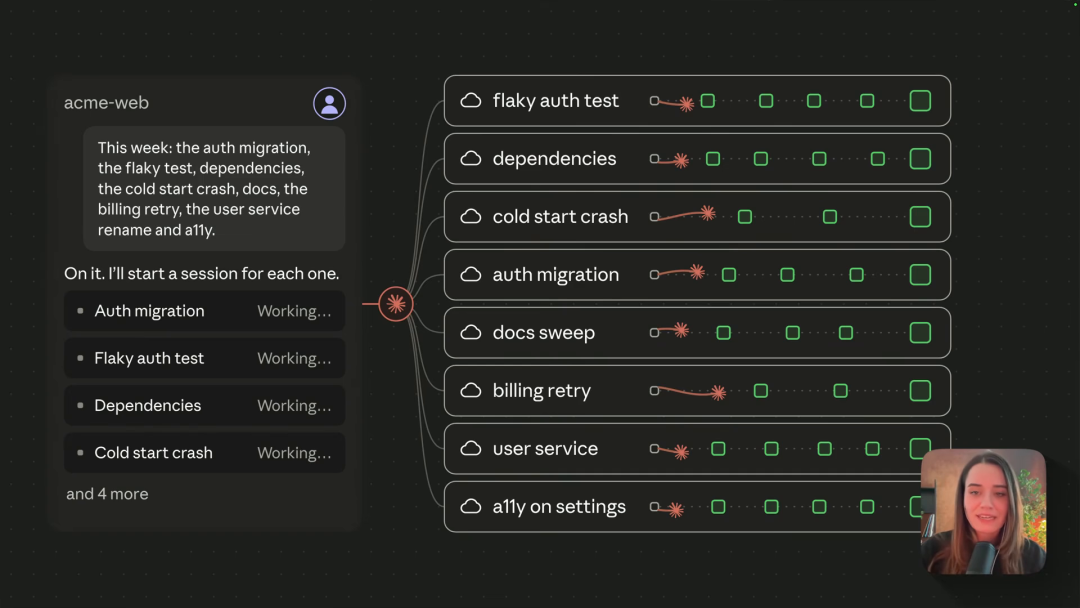 acme-web
This week: the auth migration,
the flaky test, dependencies,
the cold start crash, docs, the
billing retry, the user service
rename and a11y.
On it. I’ll start a session for each one.
Auth migration Working...
Flaky auth test Working...
Dependencies Working...
Cold start crash Working...
and 4 more
flaky auth test
dependencies
cold start crash
auth migration
docs sweep
billing retry
user service
a11y on settings